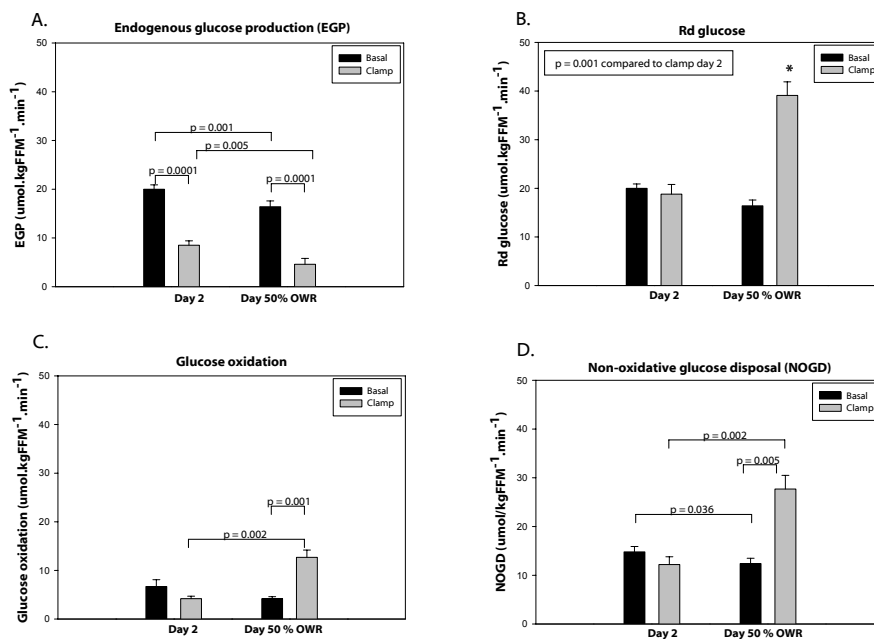 A.
Endogenous glucose production (EGP)
50
40
30
20
10
0
EGP (umol.kgFFM⁻¹.min⁻¹)
Basal
Clamp
p = 0.001
p = 0.005
p = 0.0001
p = 0.0001
Day 2
Day 50% OWR
B.
Rd glucose
50
40
30
20
10
0
Rd glucose (umol.kgFFM⁻¹.min⁻¹)
p = 0.001 compared to clamp day 2
Basal
Clamp
*
Day 2
Day 50 % OWR
C.
Glucose oxidation
50
40
30
20
10
0
Glucose oxidation (umol.kgFFM⁻¹.min⁻¹)
Basal
Clamp
p = 0.001
p = 0.002
Day 2
Day 50% OWR
D.
Non-oxidative glucose disposal (NOGD)
50
40
30
20
10
0
NOGD (umol/kgFFM⁻¹.min⁻¹)
Basal
Clamp
p = 0.002
p = 0.005
p = 0.036
Day 2
Day 50 % OWR